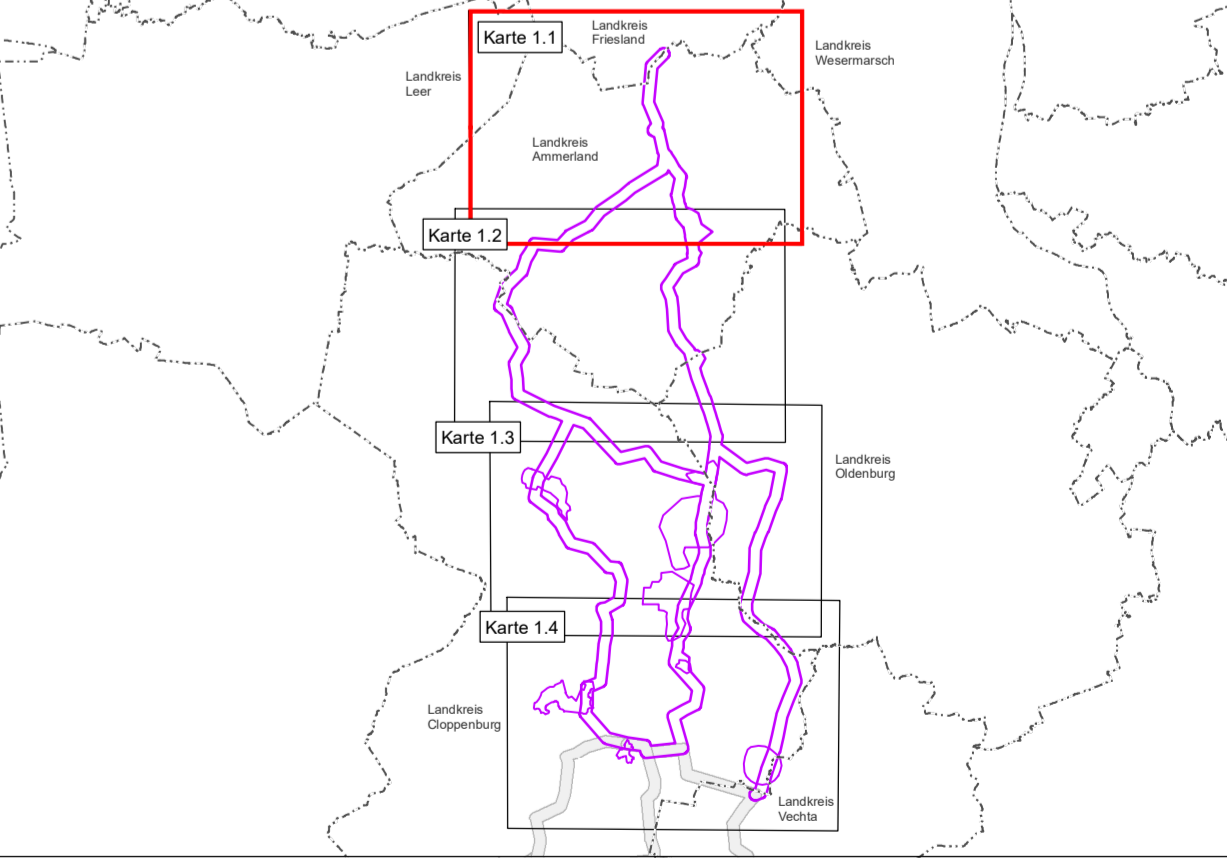 Karte 1.1
Landkreis
Friesland
Landkreis
Wesermarsch
Landkreis
Leer
Landkreis
Ammerland
Karte 1.2
Karte 1.3
Landkreis
Oldenburg
Karte 1.4
Landkreis
Cloppenburg
Landkreis
Vechta